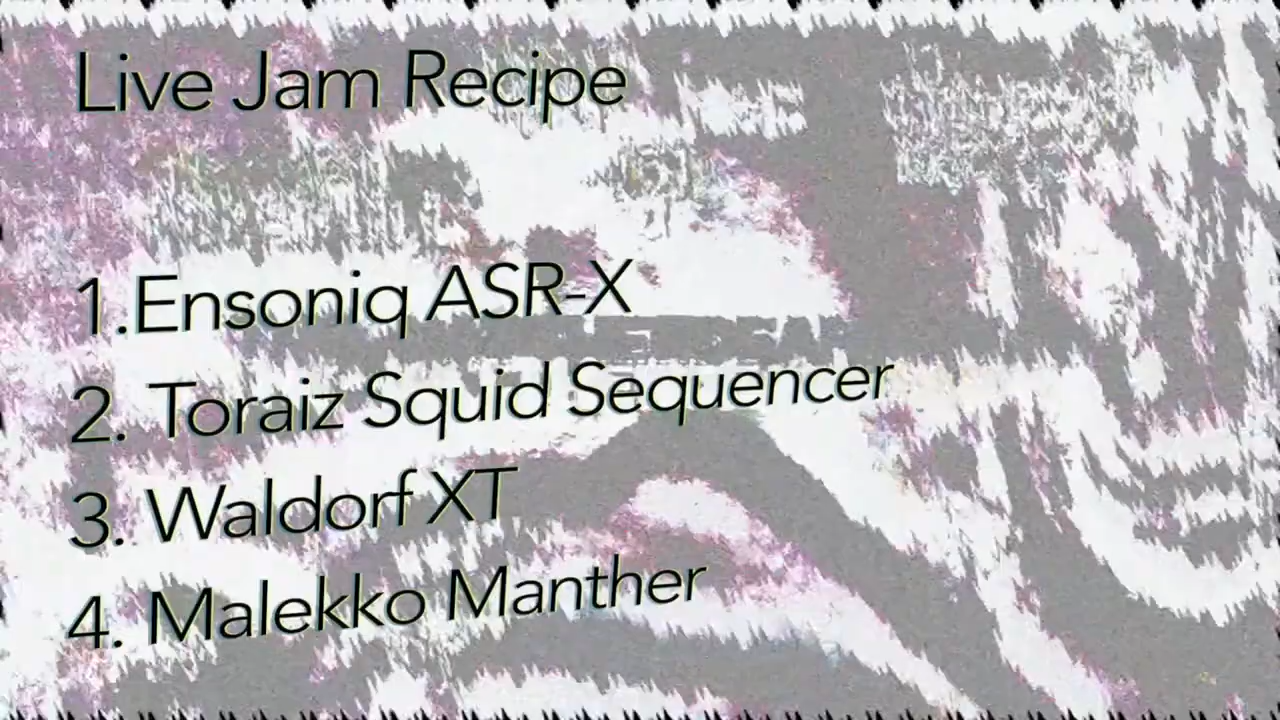 Live Jam Recipe
1.Ensoniq ASR-X
2. Toraiz Squid Sequencer
3. Waldorf XT
4. Malekko Manther